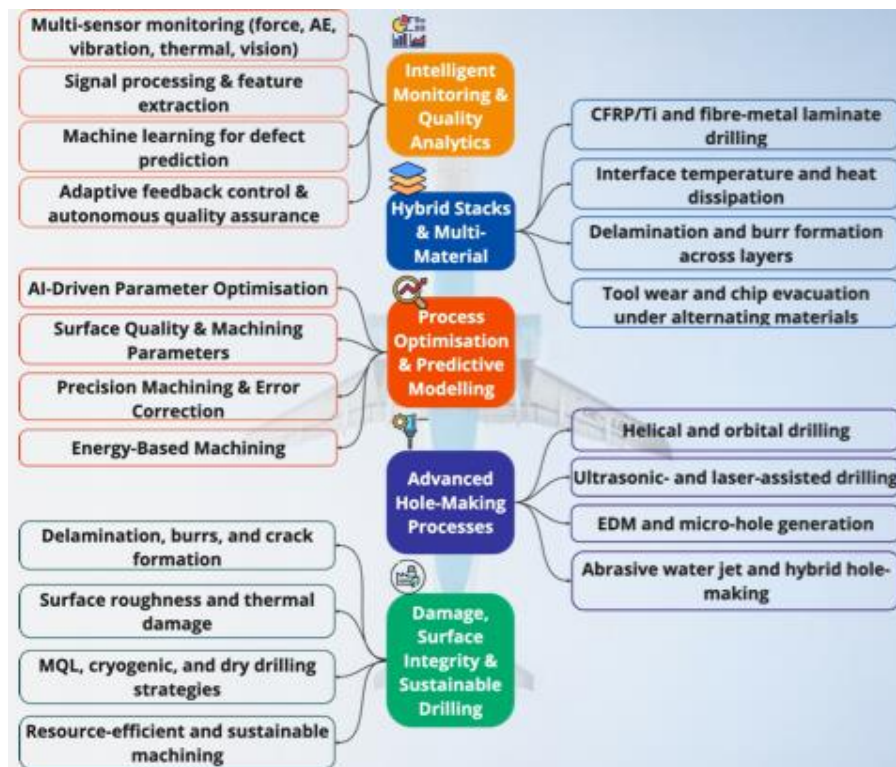 Multi-sensor monitoring (force, AE,
vibration, thermal, vision)
Signal processing & feature
extraction
Machine learning for defect
prediction
Adaptive feedback control &
autonomous quality assurance
Intelligent
Monitoring &
Quality
Analytics
Hybrid Stacks
& Multi-
Material
CFRP/Ti and fibre-metal laminate
drilling
Interface temperature and heat
dissipation
Delamination and burr formation
across layers
Tool wear and chip evacuation
under alternating materials
AI-Driven Parameter Optimisation
Surface Quality & Machining
Parameters
Precision Machining & Error
Correction
Energy-Based Machining
Process
Optimisation
& Predictive
Modelling
Advanced
Hole-Making
Processes
Helical and orbital drilling
Ultrasonic- and laser-assisted drilling
EDM and micro-hole generation
Abrasive water jet and hybrid hole-
making
Delamination, burrs, and crack
formation
Surface roughness and thermal
damage
MQL, cryogenic, and dry drilling
strategies
Resource-efficient and sustainable
machining
Damage,
Surface
Integrity &
Sustainable
Drilling